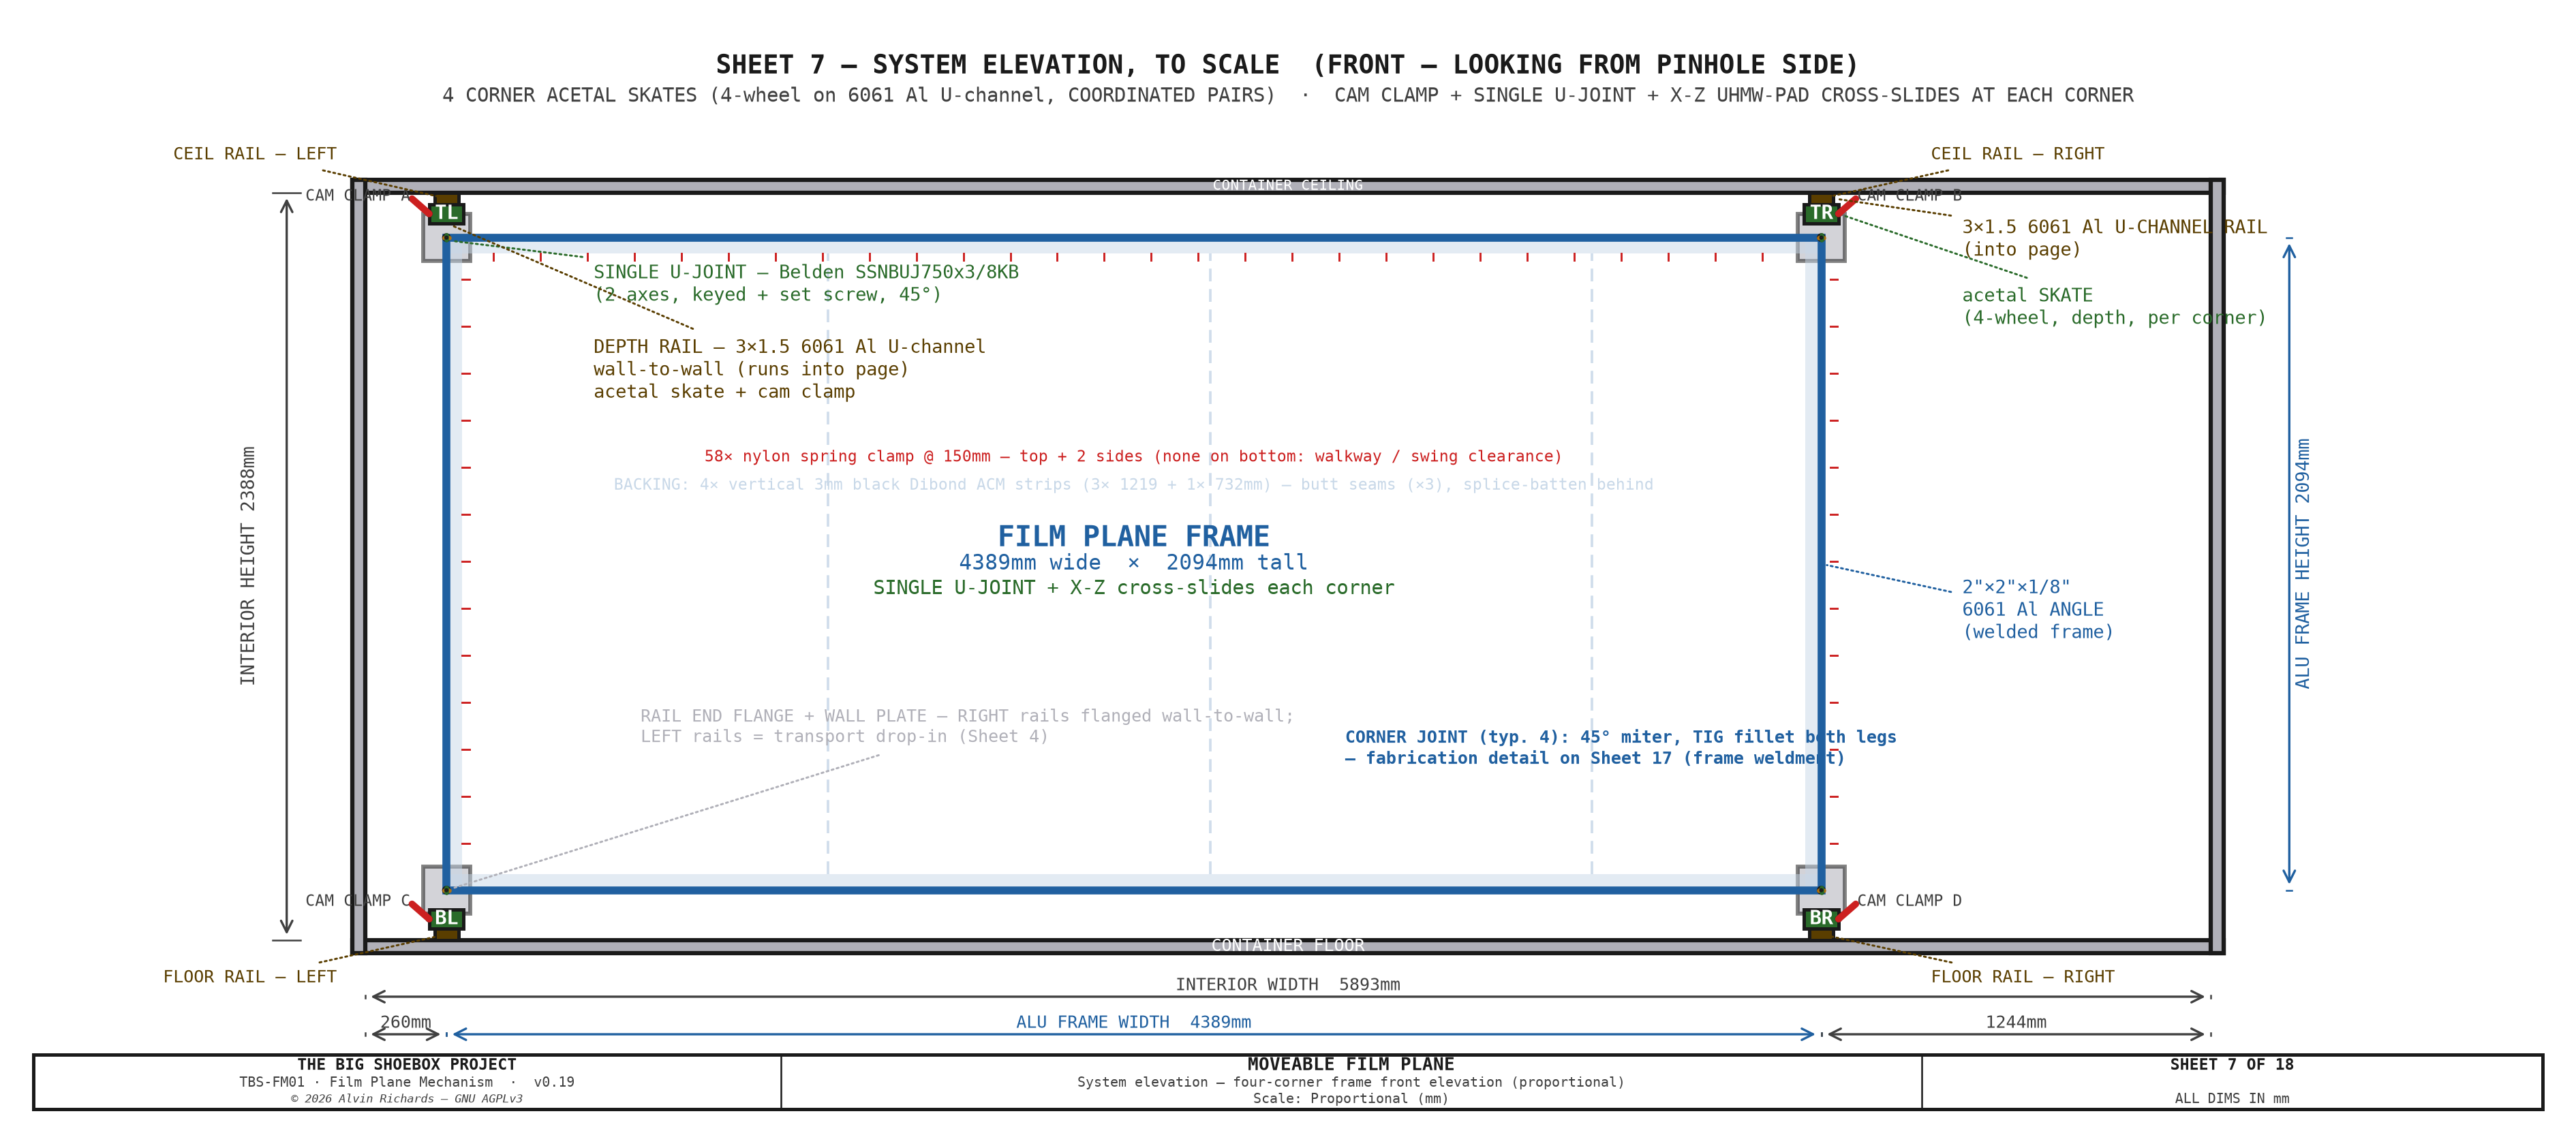 SHEET 7 — SYSTEM ELEVATION, TO SCALE (FRONT — LOOKING FROM PINHOLE SIDE)
4 CORNER ACETAL SKATES (4-wheel on 6061 Al U-channel, COORDINATED PAIRS) · CAM CLAMP + SINGLE U-JOINT + X-Z UHMW-PAD CROSS-SLIDES AT EACH CORNER
CEIL RAIL — LEFT
CEIL RAIL — RIGHT
CONTAINER CEILING
CAM CLAMP A
CAM CLAMP B
TL
TR
3×1.5 6061 Al U-CHANNEL RAIL
(into page)
SINGLE U-JOINT — Belden SSNBUJ750x3/8KB
(2 axes, keyed + set screw, 45°)
acetal SKATE
(4-wheel, depth, per corner)
DEPTH RAIL — 3×1.5 6061 Al U-channel
wall-to-wall (runs into page)
acetal skate + cam clamp
58× nylon spring clamp @ 150mm — top + 2 sides (none on bottom: walkway / swing clearance)
BACKING: 4× vertical 3mm black Dibond ACM strips (3× 1219 + 1× 732mm) — butt seams (×3), splice-batten behind
FILM PLANE FRAME
4389mm wide × 2094mm tall
SINGLE U-JOINT + X-Z cross-slides each corner
INTERIOR HEIGHT 2388mm
ALU FRAME HEIGHT 2094mm
2"×2"×1/8"
6061 Al ANGLE
(welded frame)
RAIL END FLANGE + WALL PLATE — RIGHT rails flanged wall-to-wall;
LEFT rails = transport drop-in (Sheet 4)
CORNER JOINT (typ. 4): 45° miter, TIG fillet both legs
— fabrication detail on Sheet 17 (frame weldment)
CAM CLAMP C
CAM CLAMP D
BL
BR
CONTAINER FLOOR
FLOOR RAIL — LEFT
FLOOR RAIL — RIGHT
INTERIOR WIDTH 5893mm
260mm
ALU FRAME WIDTH 4389mm
1244mm
THE BIG SHOEBOX PROJECT
TBS-FM01 · Film Plane Mechanism · v0.19
© 2026 Alvin Richards — GNU AGPLv3
MOVEABLE FILM PLANE
System elevation — four-corner frame front elevation (proportional)
Scale: Proportional (mm)
SHEET 7 OF 18
ALL DIMS IN mm